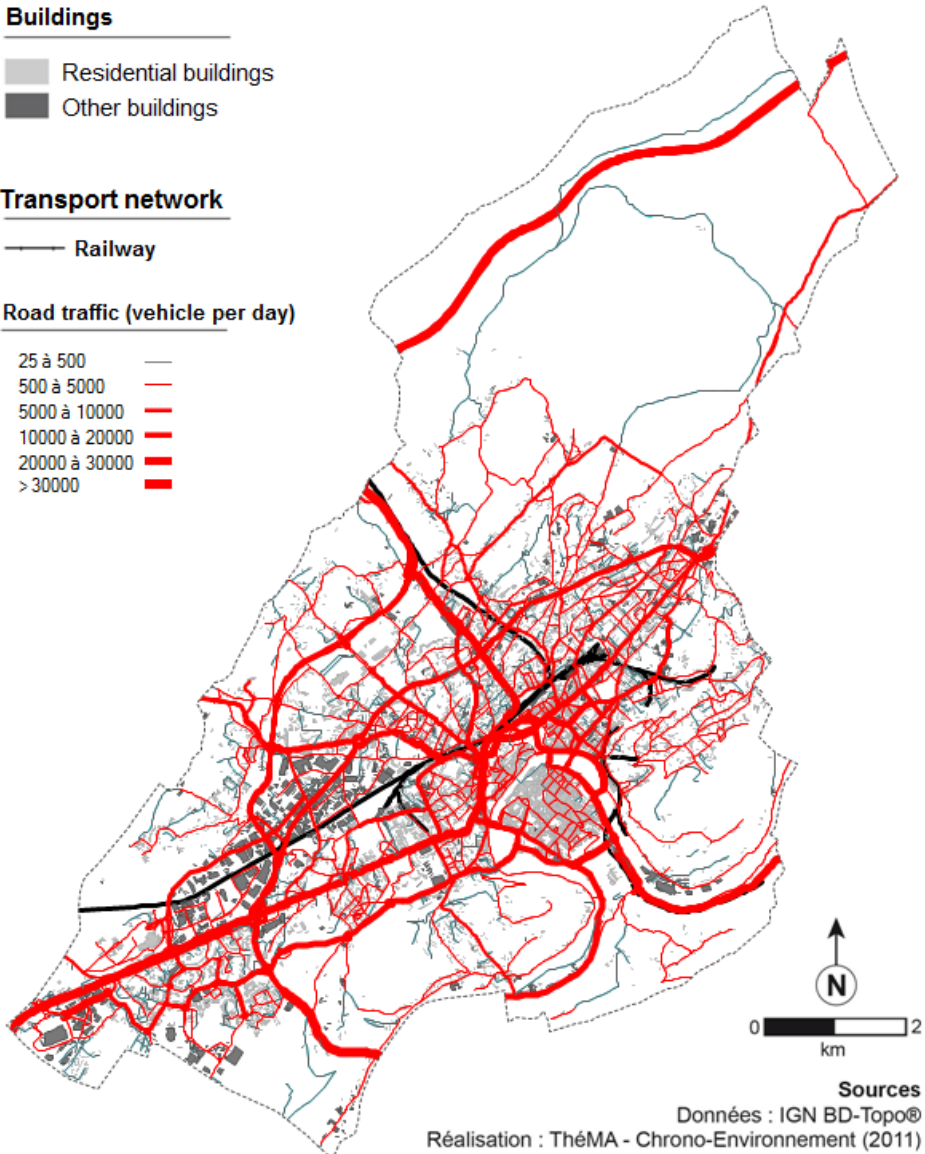 Buildings
Residential buildings
Other buildings
Transport network
Railway
Road traffic (vehicle per day)
25 à 500
500 à 5000
5000 à 10000
10000 à 20000
20000 à 30000
> 30000
N
0 2
km
Sources
Données : IGN BD-Topo®
Réalisation : ThéMA - Chrono-Environnement (2011)